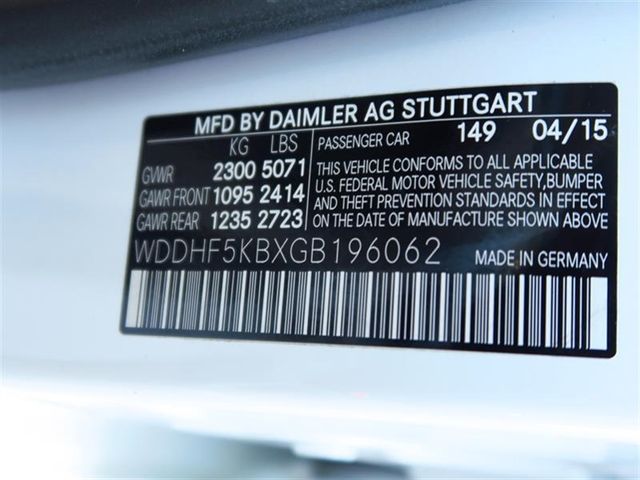 MFD BY DAIMLER AG STUTTGART
KG LBS PASSENGER CAR 149 04/15
GVWR 2300 5071
GAWR FRONT 1095 2414
GAWR REAR 1235 2723
THIS VEHICLE CONFORMS TO ALL APPLICABLE
U.S. FEDERAL MOTOR VEHICLE SAFETY, BUMPER
AND THEFT PREVENTION STANDARDS IN EFFECT
ON DATE OF MANUFACTURE SHOWN ABOVE
WDDHF5KBXGB196062 MADE IN GERMANY